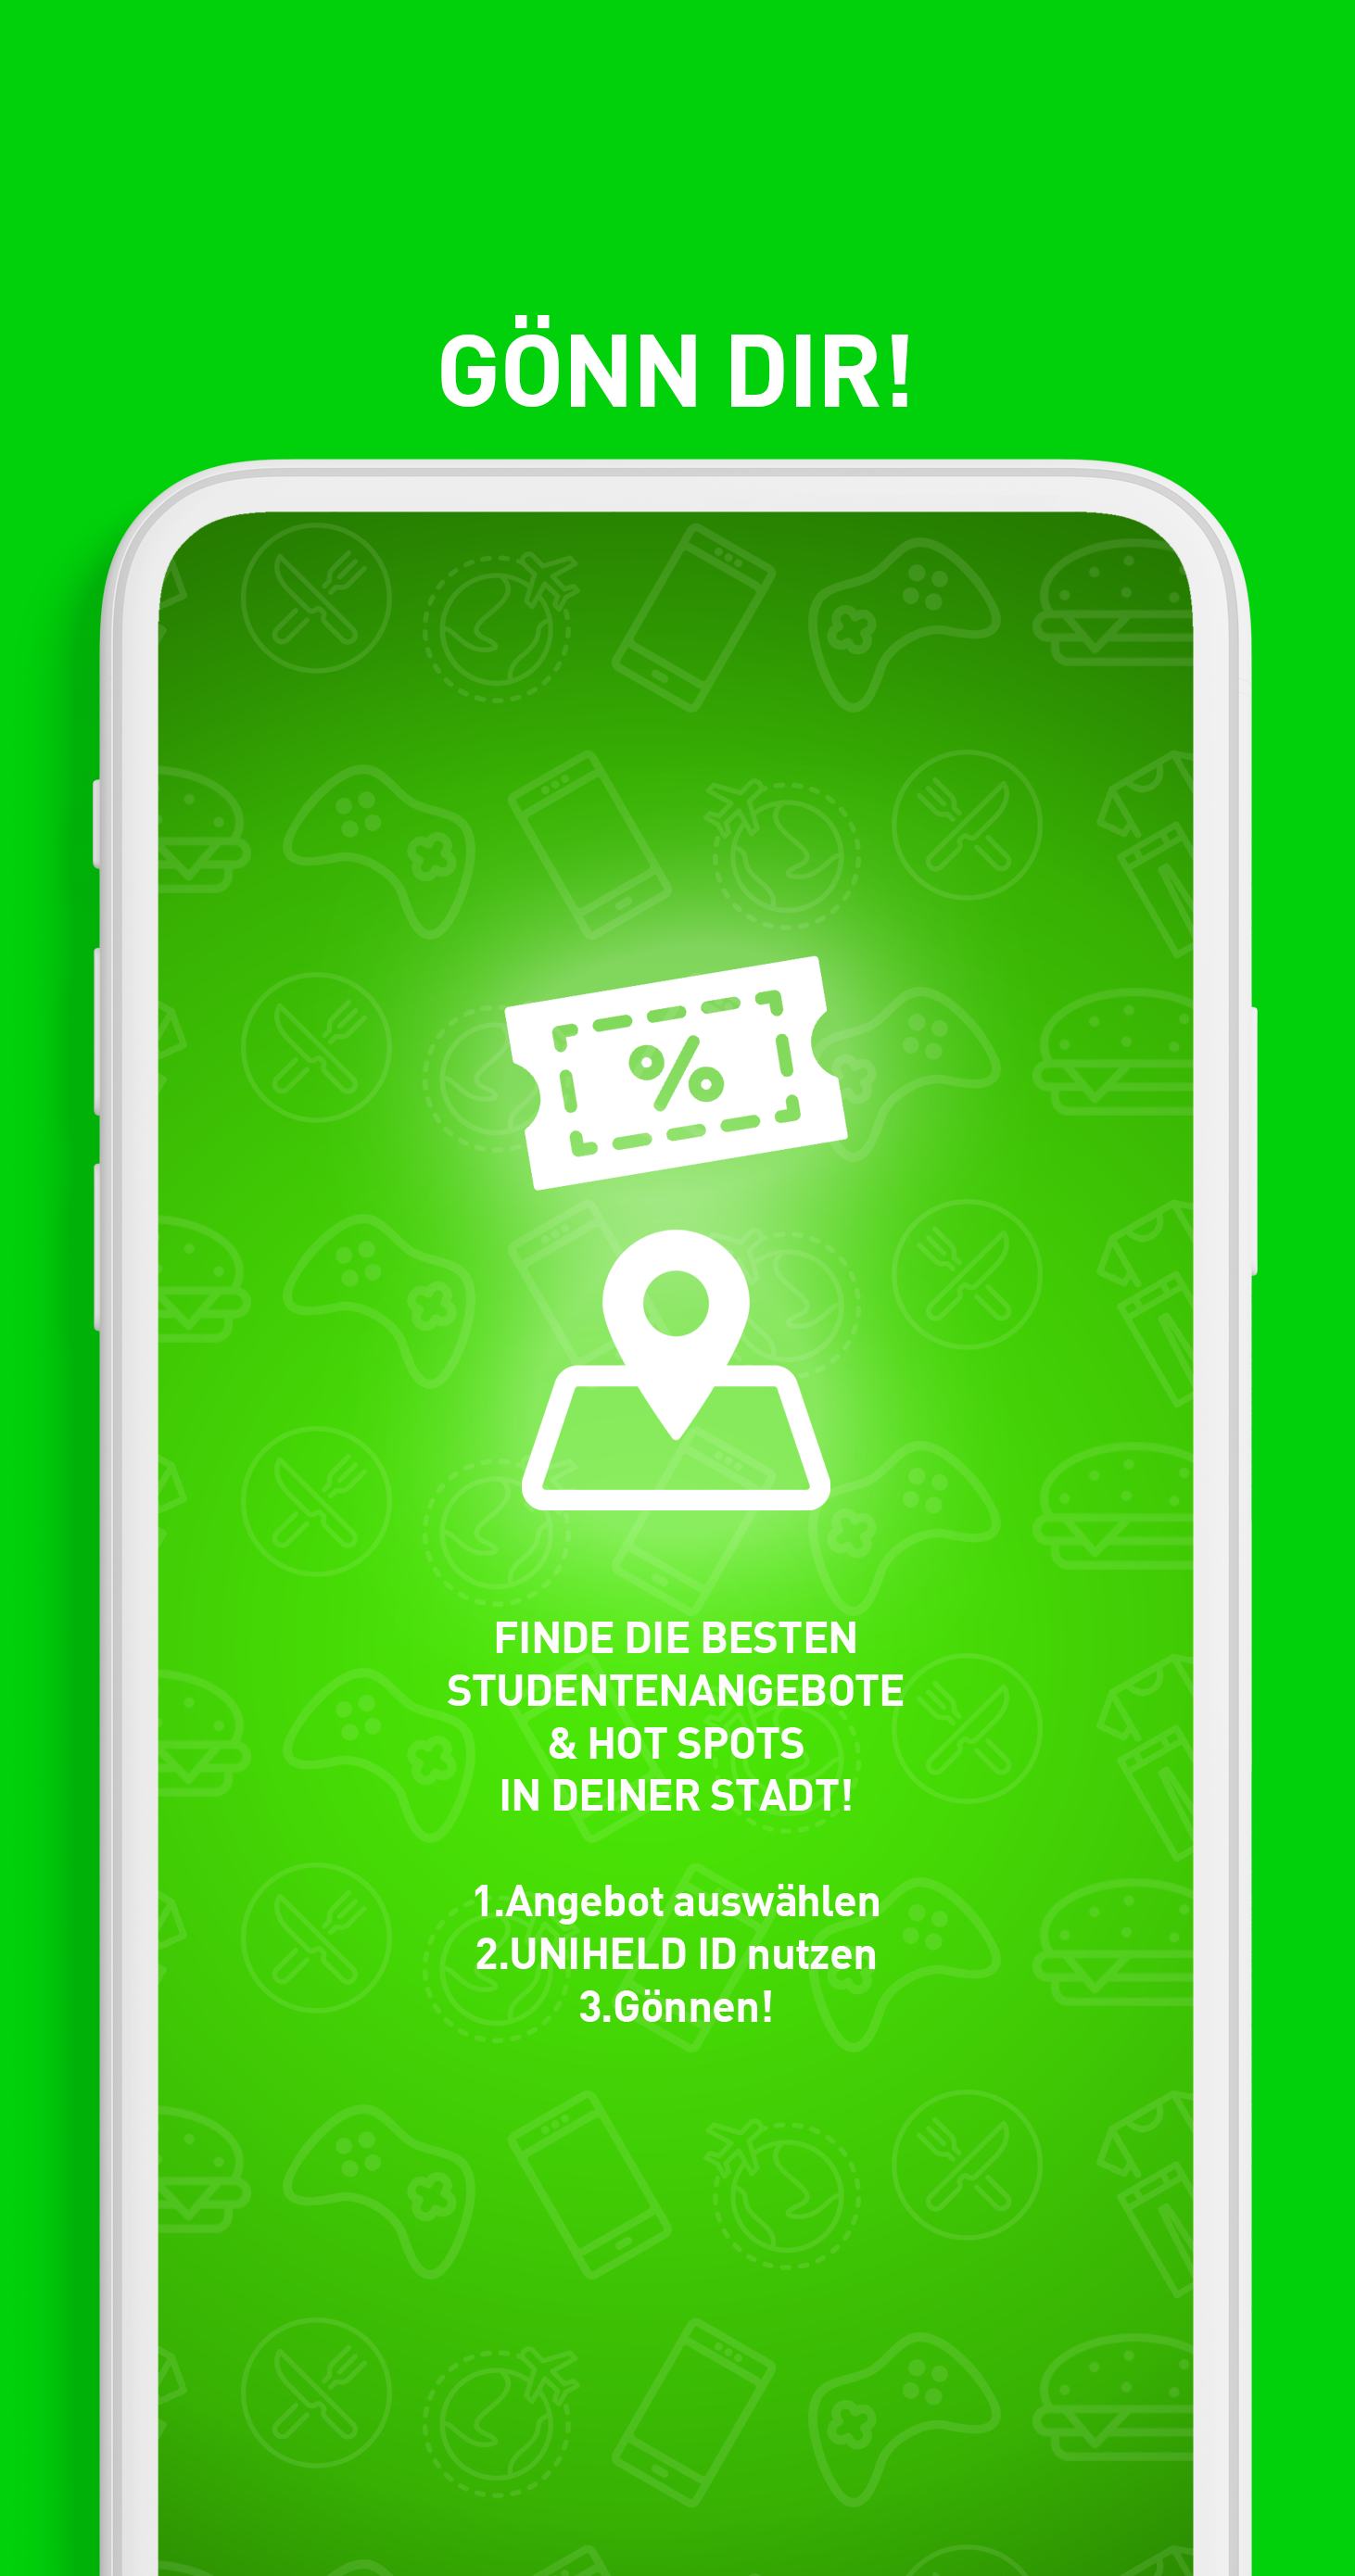 GÖNN DIR!
%
FINDE DIE BESTEN
STUDENTENANGEBOTE
& HOT SPOTS
IN DEINER STADT!
1.Angebot auswählen
2.UNIHELD ID nutzen
3.Gönnen!